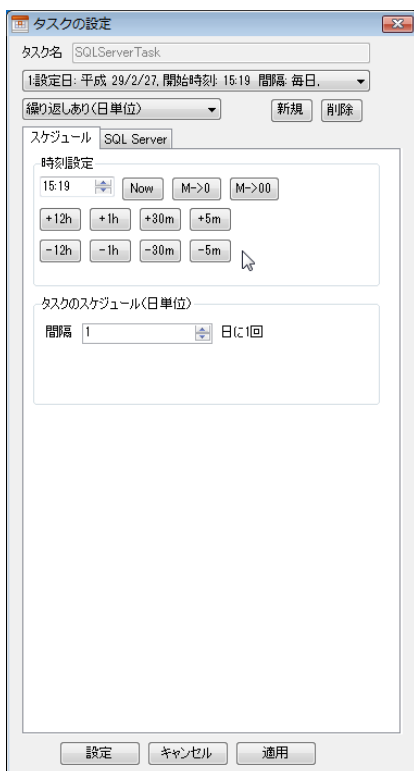 タスクの設定
タスク名 SQLServerTask
1:設定日: 平成 29/2/27, 開始時刻: 15:19 間隔: 毎日,
繰り返しあり(日単位) 新規 削除
スケジュール SQL Server
時刻設定
15:19 Now M->0 M->00
+12h +1h +30m +5m
-12h -1h -30m -5m
タスクのスケジュール(日単位)
間隔 1 日に1回
設定 キャンセル 適用